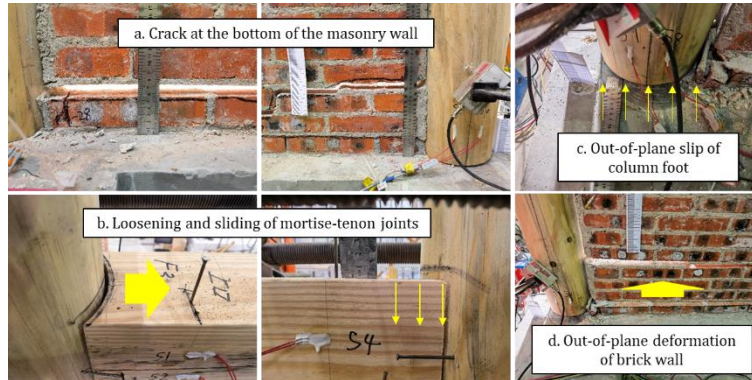 a. Crack at the bottom of the masonry wall
c. Out-of-plane slip of
column foot
b. Loosening and sliding of mortise-tenon joints
S4
d. Out-of-plane deformation
of brick wall